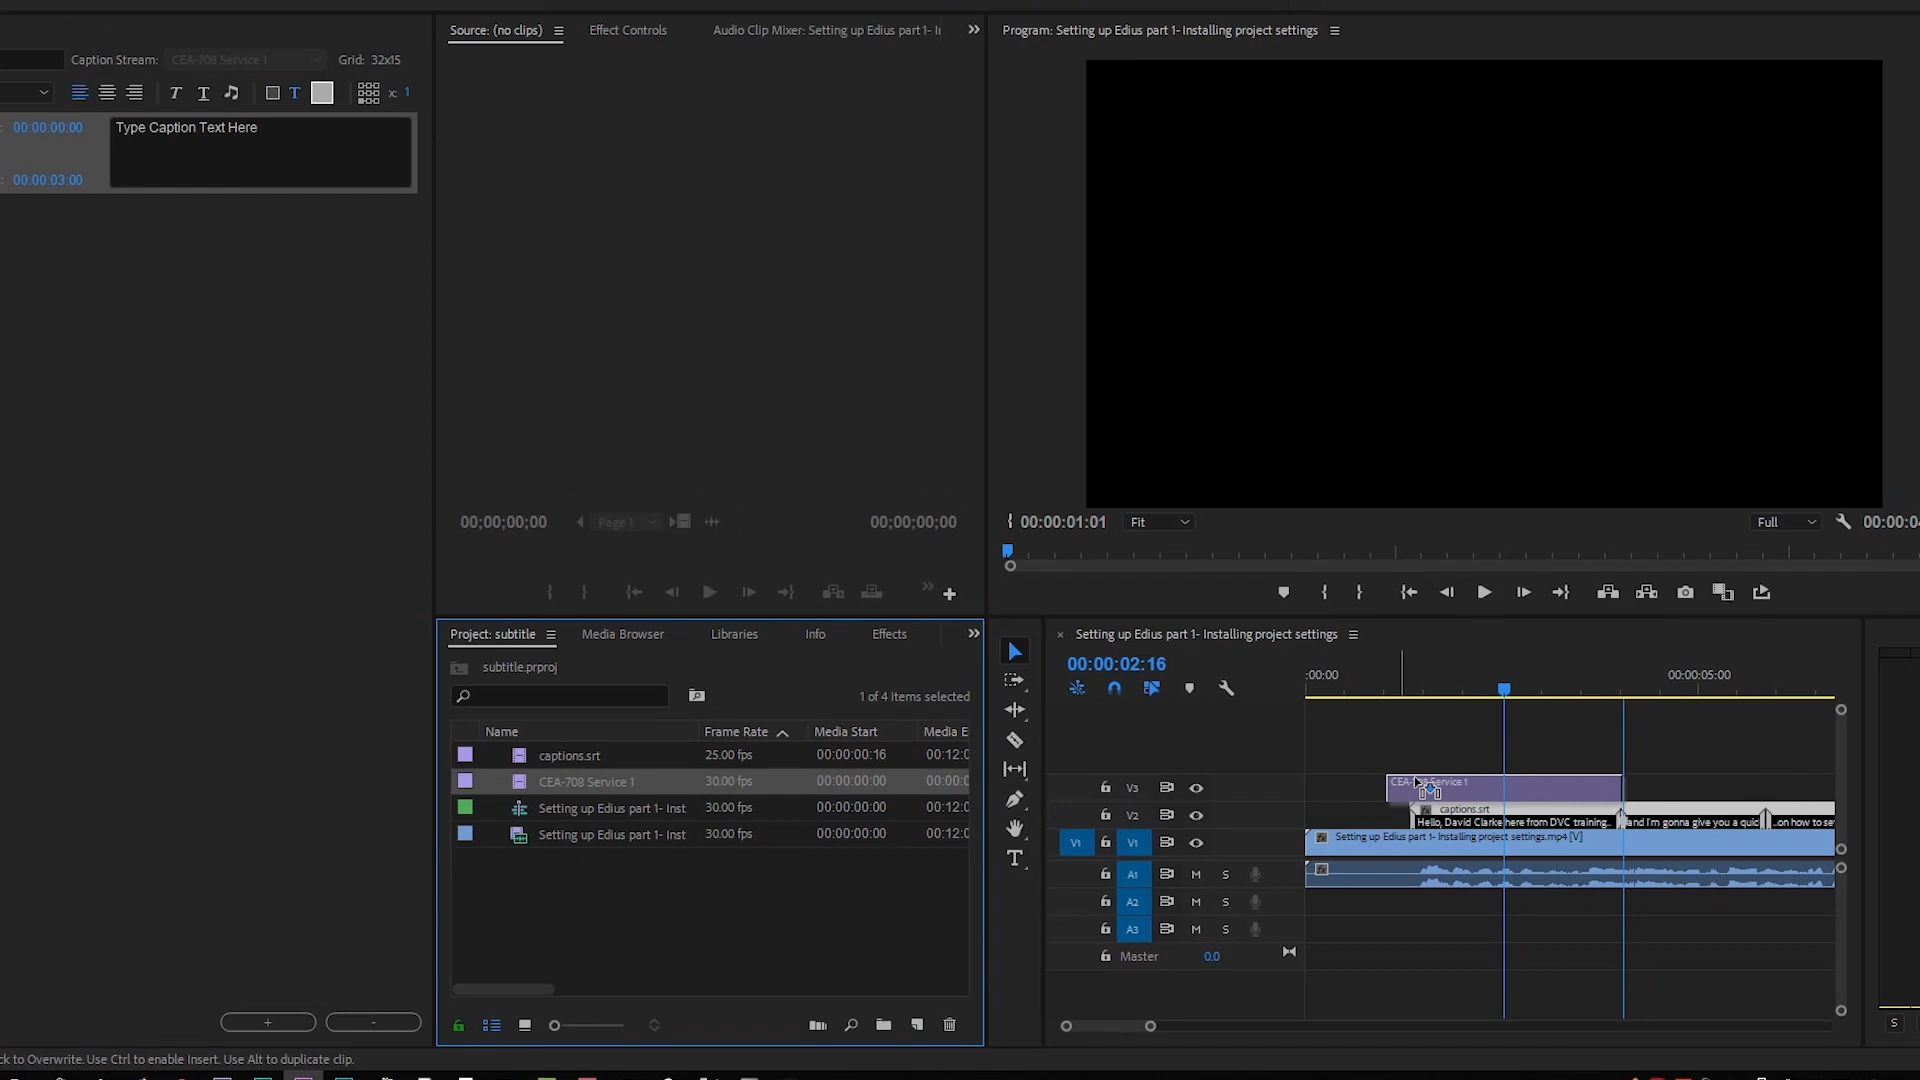 Source: (no clips)
Effect Controls
Audio Clip Mixer: Setting up Edius part 1- I
Program: Setting up Edius part 1- Installing project settings
Caption Stream: CEA-708 Service 1
Grid: 32x15
x: 1
00:00:00:00
Type Caption Text Here
00:00:03:00
00;00;00;00
Page 1
00;00;00;00
00:00:01:01
Fit
Full
00:00:04
Project: subtitle
Media Browser
Libraries
Info
Effects
Setting up Edius part 1- Installing project settings
subtitle.prproj
00:00:02:16
:00:00
00:00:05:00
1 of 4 items selected
Name
Frame Rate
Media Start
Media E
captions.srt
25.00 fps
00:00:00:16
00:12:0
CEA-708 Service 1
30.00 fps
00:00:00:00
00:00:0
Setting up Edius part 1- Inst
30.00 fps
00:00:00:00
00:12:0
Setting up Edius part 1- Inst
30.00 fps
00:00:00:00
00:12:0
V3
CEA-708 Service 1
V2
captions.srt
Hello, David Clarke here from DVC training..
and I'm gonna give you a quic
..on how to se
V1
V1
Setting up Edius part 1- Installing project settings.mp4 [V]
A1
M
S
A2
M
S
A3
M
S
Master
0.0
+
-
S
ck to Overwrite. Use Ctrl to enable Insert. Use Alt to duplicate clip.